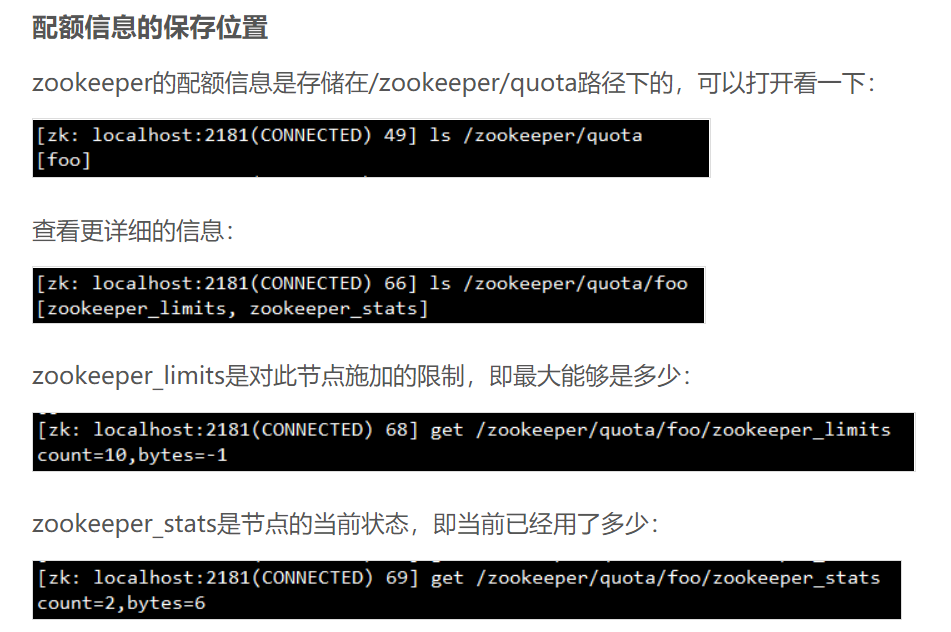 配额信息的保存位置
zookeeper的配额信息是存储在/zookeeper/quota路径下的，可以打开看一下：
[zk: localhost:2181(CONNECTED) 49] ls /zookeeper/quota
[foo]
查看更详细的信息：
[zk: localhost:2181(CONNECTED) 66] ls /zookeeper/quota/foo
[zookeeper_limits, zookeeper_stats]
zookeeper_limits是对此节点施加的限制，即最大能够是多少：
[zk: localhost:2181(CONNECTED) 68] get /zookeeper/quota/foo/zookeeper_limits
count=10,bytes=-1
zookeeper_stats是节点的当前状态，即当前已经用了多少：
[zk: localhost:2181(CONNECTED) 69] get /zookeeper/quota/foo/zookeeper_stats
count=2,bytes=6